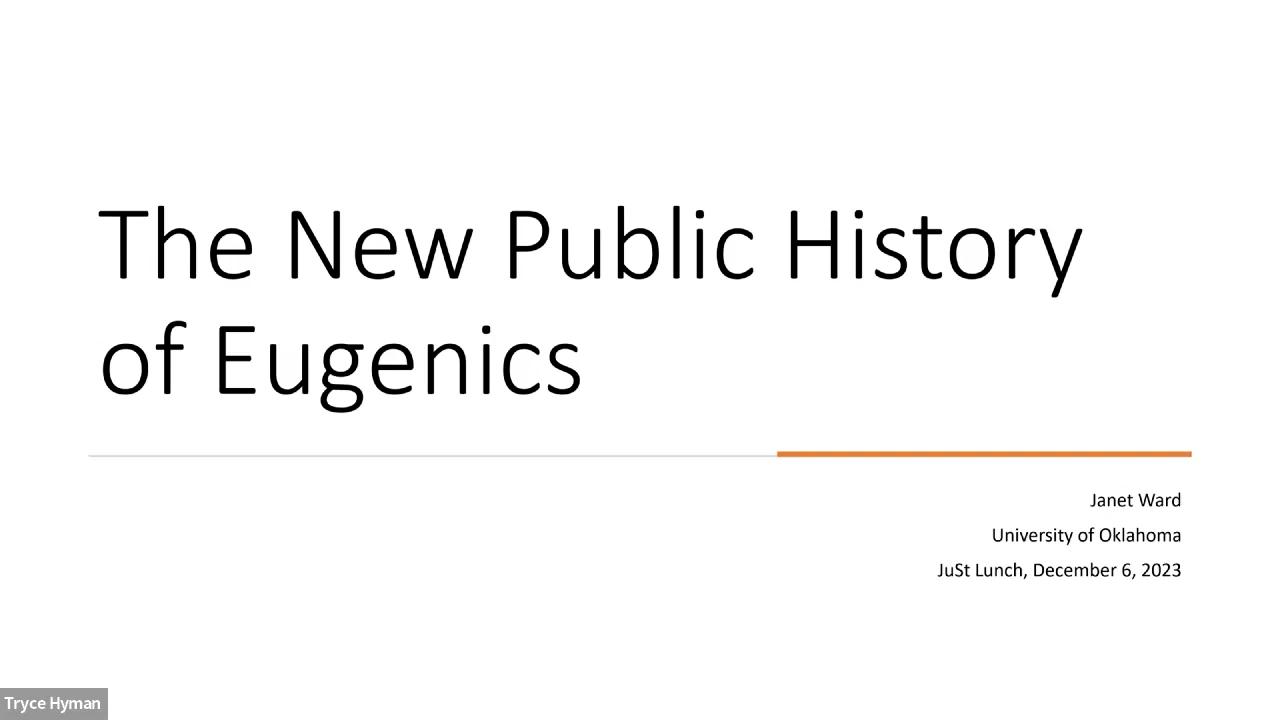 The New Public History
of Eugenics
Janet Ward
University of Oklahoma
JuSt Lunch, December 6, 2023
Tryce Hyman